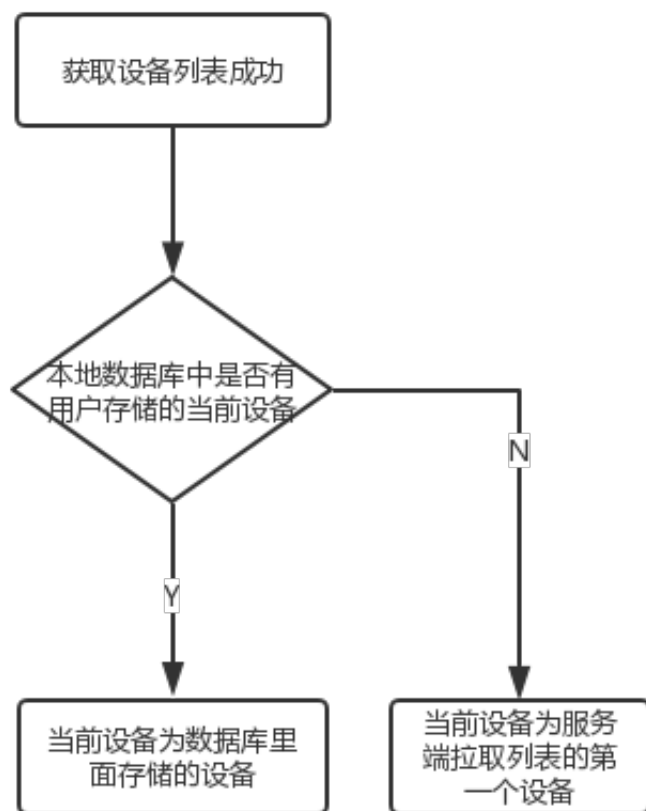 获取设备列表成功
本地数据库中是否有
用户存储的当前设备
N
Y
当前设备为数据库里
面存储的设备
当前设备为服务
端拉取列表的第
一个设备